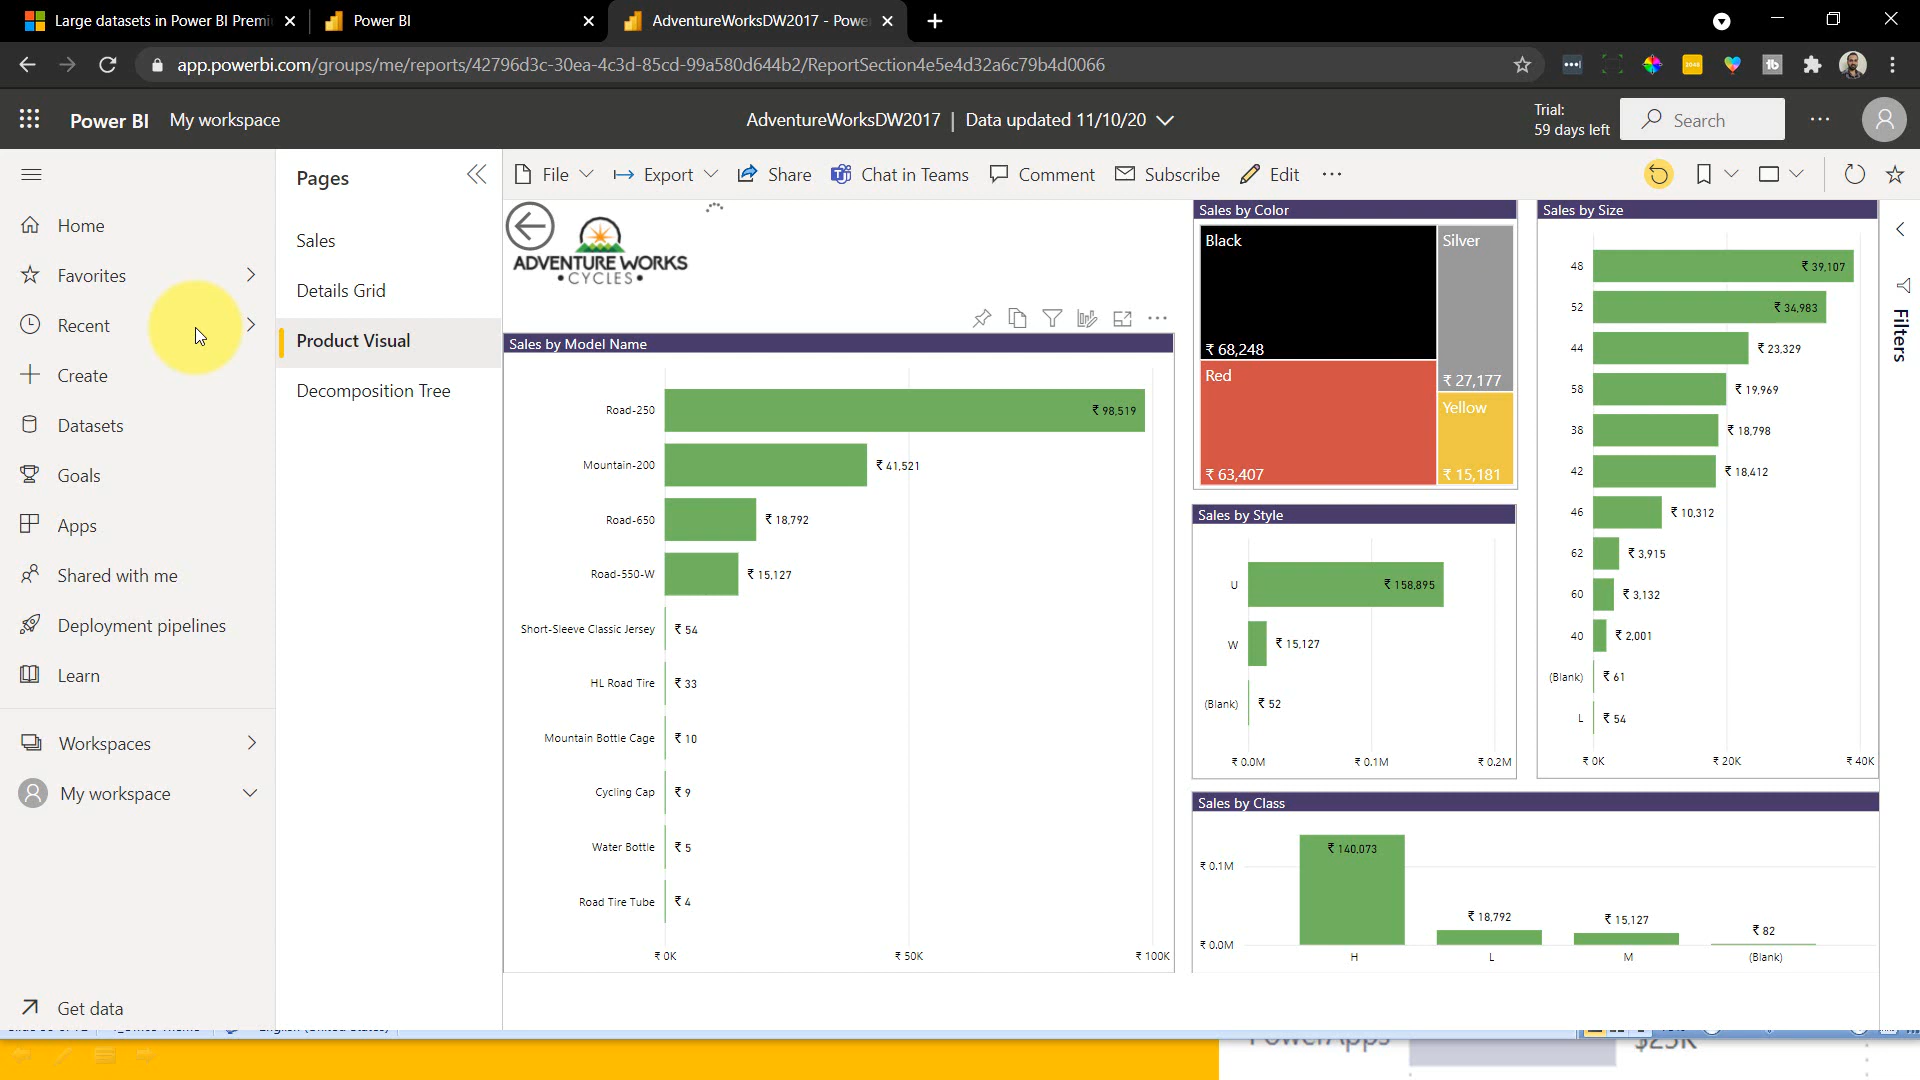 Large datasets in Power BI Premi
Power BI
AdventureWorksDW2017 - Powe
app.powerbi.com/groups/me/reports/42796d3c-30ea-4c3d-85cd-99a580d644b2/ReportSection4e5e4d32a6c79b4d0066
Power BI
My workspace
AdventureWorksDW2017 | Data updated 11/10/20
Trial:
59 days left
Search
Home
Favorites
Recent
Create
Datasets
Goals
Apps
Shared with me
Deployment pipelines
Learn
Workspaces
My workspace
Get data
Pages
Sales
Details Grid
Product Visual
Decomposition Tree
File
Export
Share
Chat in Teams
Comment
Subscribe
Edit
ADVENTURE WORKS
• CYCLES •
Sales by Model Name
Road-250 ₹ 98,519
Mountain-200 ₹ 41,521
Road-650 ₹ 18,792
Road-550-W ₹ 15,127
Short-Sleeve Classic Jersey ₹ 54
HL Road Tire ₹ 33
Mountain Bottle Cage ₹ 10
Cycling Cap ₹ 9
Water Bottle ₹ 5
Road Tire Tube ₹ 4
₹ 0K ₹ 50K ₹ 100K
Sales by Color
Black
₹ 68,248
Silver
₹ 27,177
Red
₹ 63,407
Yellow
₹ 15,181
Sales by Style
U ₹ 158,895
W ₹ 15,127
(Blank) ₹ 52
₹ 0.0M ₹ 0.1M ₹ 0.2M
Sales by Size
48 ₹ 39,107
52 ₹ 34,983
44 ₹ 23,329
58 ₹ 19,969
38 ₹ 18,798
42 ₹ 18,412
46 ₹ 10,312
62 ₹ 3,915
60 ₹ 3,132
40 ₹ 2,001
(Blank) ₹ 61
L ₹ 54
₹ 0K ₹ 20K ₹ 40K
Sales by Class
₹ 0.1M
₹ 0.0M
₹ 140,073
₹ 18,792
₹ 15,127
₹ 82
H L M (Blank)
Filters
PowerApps
$25K